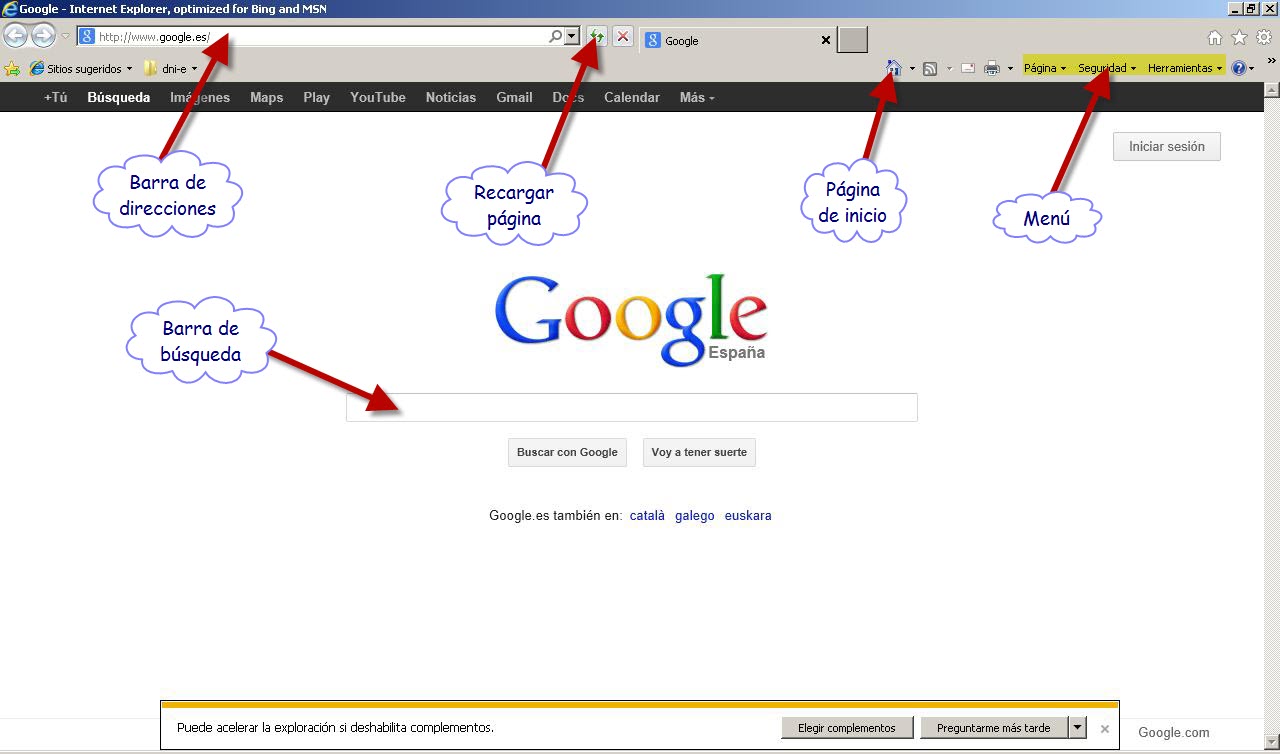 Google - Internet Explorer, optimized for Bing and MSN
http://www.google.es/
Google
Sitios sugeridos
dni-e
Página
Seguridad
Herramientas
+Tú Búsqueda Imágenes Maps Play YouTube Noticias Gmail Docs Calendar Más
Iniciar sesión
Barra de
direcciones
Recargar
página
Página
de inicio
Menú
Google
España
Barra de
búsqueda
Buscar con Google Voy a tener suerte
Google.es también en: català galego euskara
Puede acelerar la exploración si deshabilita complementos.
Elegir complementos
Preguntarme más tarde
Google.com